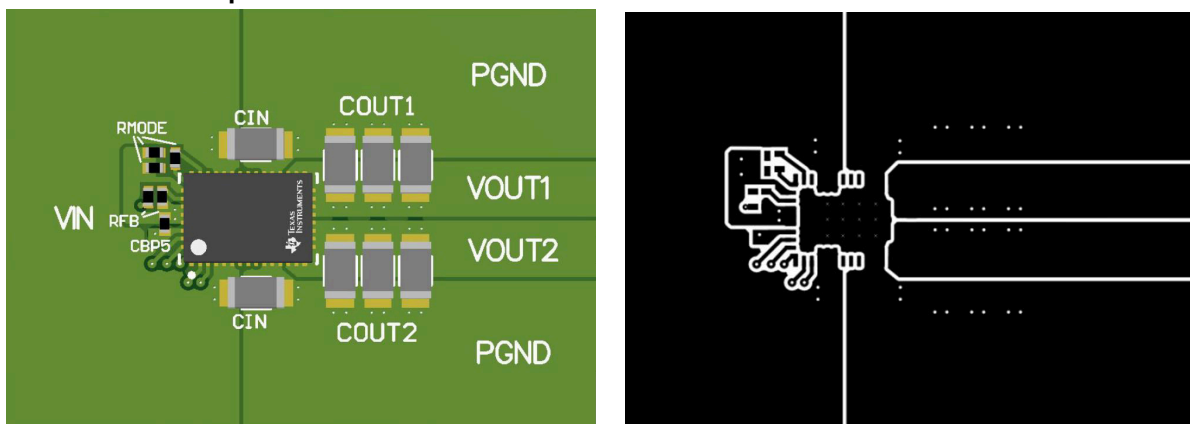 PGND
COUT1
CIN
RMODE
VOUT1
VIN
RFB
TEXAS
INSTRUMENTS
CBP5
VOUT2
CIN
COUT2
PGND